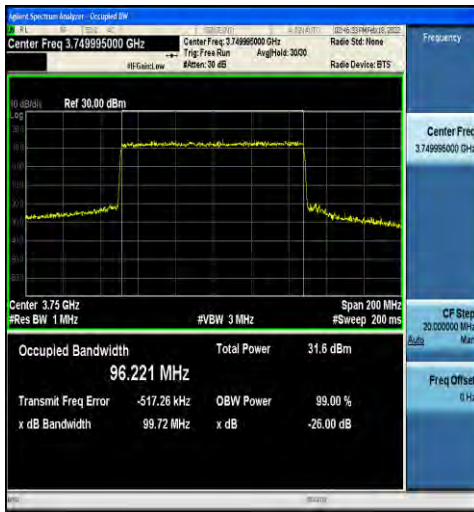 Agilent Spectrum Analyzer - Occupied BW
Center Freq 3.749995000 GHz
Center Freq: 3.749995000 GHz
Trig: Free Run Avg|Hold: 30/30
#IFGain:Low #Atten: 30 dB
Radio Std: None
Radio Device: BTS
Frequency
10 dB/div Ref 30.00 dBm
Log
Center Freq
3.749995000 GHz
Center 3.75 GHz Span 200 MHz
#Res BW 1 MHz #VBW 3 MHz #Sweep 200 ms
CF Step
20.000000 MHz
Auto Man
Occupied Bandwidth Total Power 31.6 dBm
96.221 MHz
Freq Offset
0 Hz
Transmit Freq Error -517.26 kHz OBW Power 99.00 %
x dB Bandwidth 99.72 MHz x dB -26.00 dB